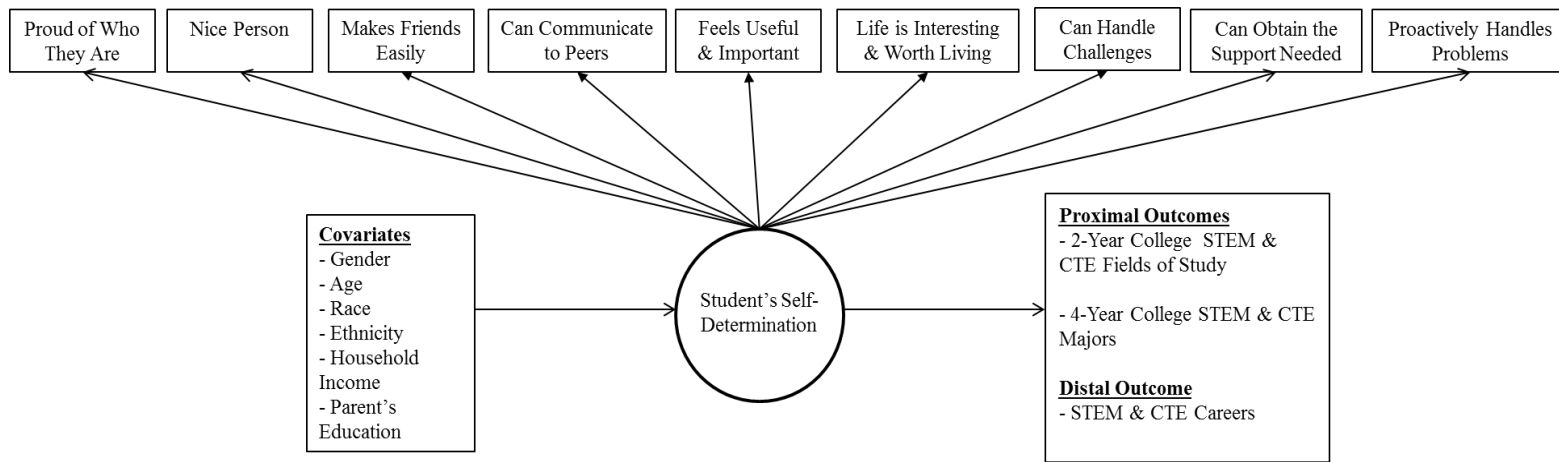 Proud of Who
They Are
Nice Person
Makes Friends
Easily
Can Communicate
to Peers
Feels Useful
& Important
Life is Interesting
& Worth Living
Can Handle
Challenges
Can Obtain the
Support Needed
Proactively Handles
Problems
Covariates
- Gender
- Age
- Race
- Ethnicity
- Household
Income
- Parent’s
Education
Student’s Self-
Determination
Proximal Outcomes
- 2-Year College STEM &
CTE Fields of Study
- 4-Year College STEM & CTE
Majors
Distal Outcome
- STEM & CTE Careers